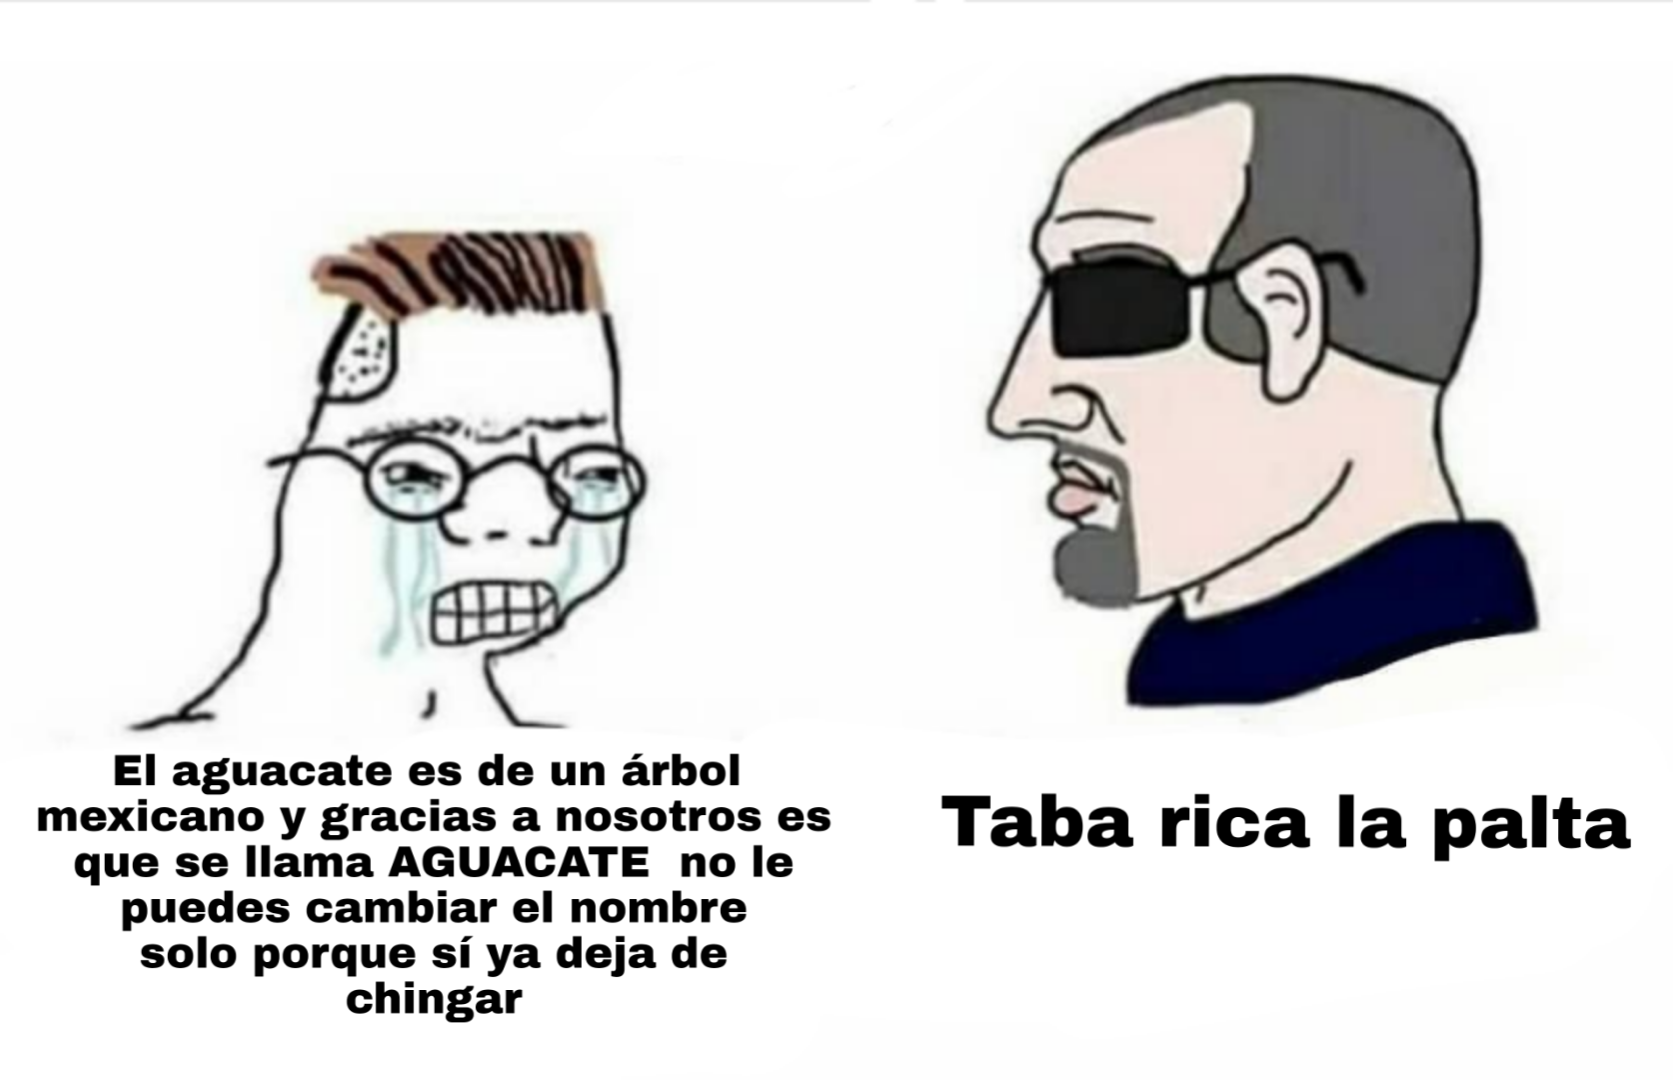 El aguacate es de un árbol
mexicano y gracias a nosotros es
que se llama AGUACATE no le
puedes cambiar el nombre
solo porque sí ya deja de
chingar
Taba rica la palta